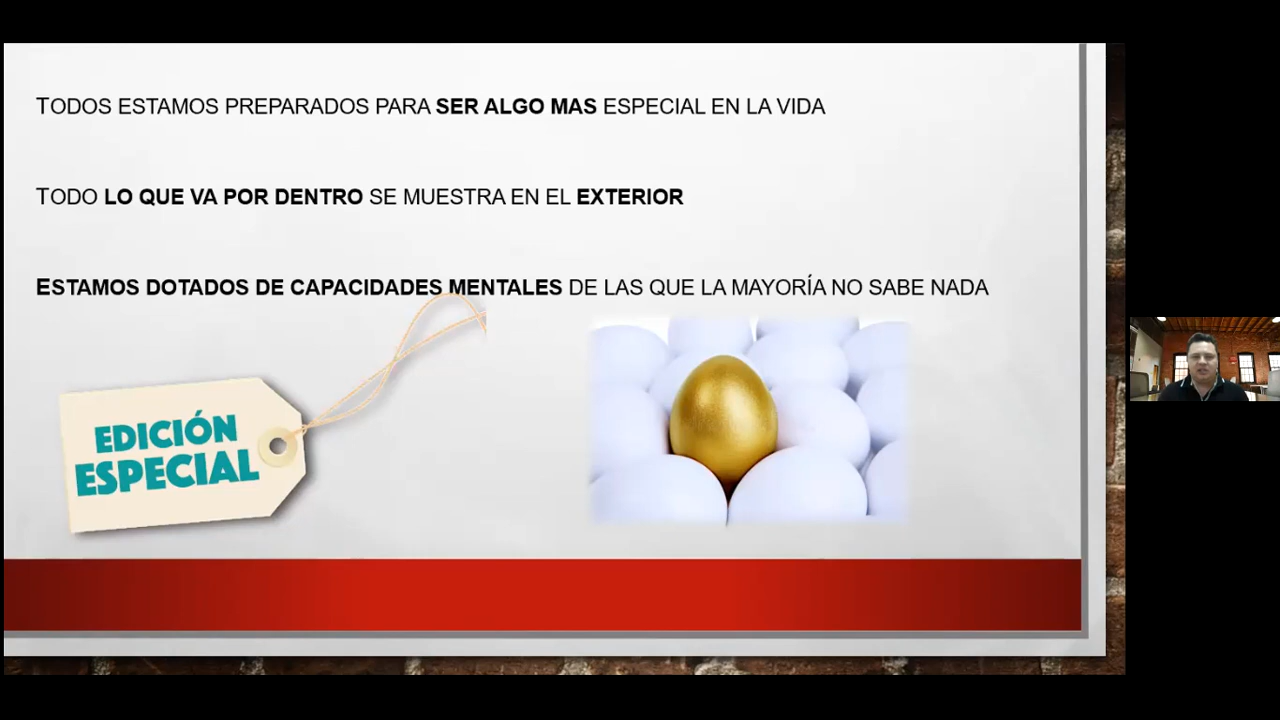 TODOS ESTAMOS PREPARADOS PARA SER ALGO MAS ESPECIAL EN LA VIDA
TODO LO QUE VA POR DENTRO SE MUESTRA EN EL EXTERIOR
ESTAMOS DOTADOS DE CAPACIDADES MENTALES DE LAS QUE LA MAYORÍA NO SABE NADA
EDICIÓN
ESPECIAL